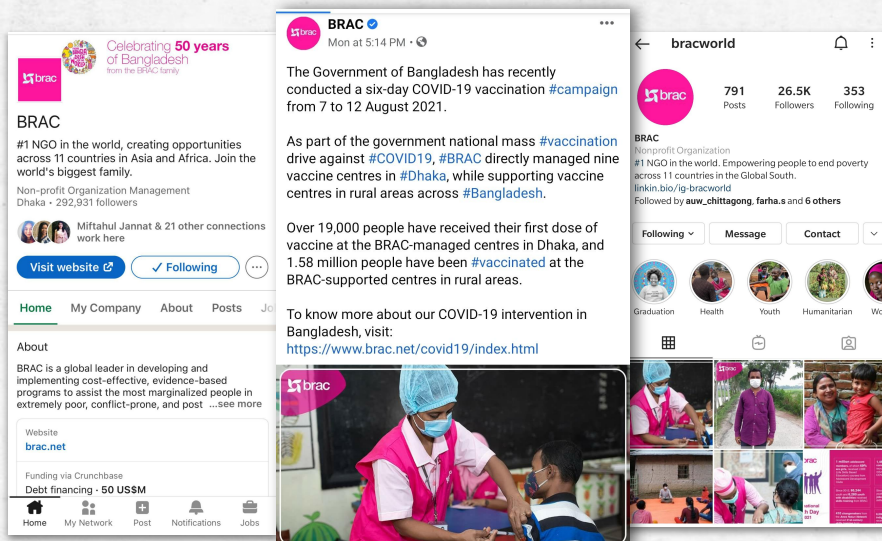 Celebrating 50 years
of Bangladesh
from the BRAC family
brac
BRAC
#1 NGO in the world, creating opportunities
across 11 countries in Asia and Africa. Join the
world's biggest family.
Non-profit Organization Management
Dhaka • 292,931 followers
Miftahul Jannat & 21 other connections
work here
Visit website
✓ Following
Home My Company About Posts Jo
About
BRAC is a global leader in developing and
implementing cost-effective, evidence-based
programs to assist the most marginalized people in
extremely poor, conflict-prone, and post ...see more
Website
brac.net
Funding via Crunchbase
Debt financing · 50 US$M
Home My Network Post Notifications Jobs
brac
BRAC
Mon at 5:14 PM •
The Government of Bangladesh has recently
conducted a six-day COVID-19 vaccination #campaign
from 7 to 12 August 2021.
As part of the government national mass #vaccination
drive against #COVID19, #BRAC directly managed nine
vaccine centres in #Dhaka, while supporting vaccine
centres in rural areas across #Bangladesh.
Over 19,000 people have received their first dose of
vaccine at the BRAC-managed centres in Dhaka, and
1.58 million people have been #vaccinated at the
BRAC-supported centres in rural areas.
To know more about our COVID-19 intervention in
Bangladesh, visit:
https://www.brac.net/covid19/index.html
brac
bracworld
brac
791 26.5K 353
Posts Followers Following
BRAC
Nonprofit Organization
#1 NGO in the world. Empowering people to end poverty
across 11 countries in the Global South.
linkin.bio/ig-bracworld
Followed by auw_chittagong, farha.s and 6 others
Following Message Contact
Graduation Health Youth Humanitarian Wo
brac
brac